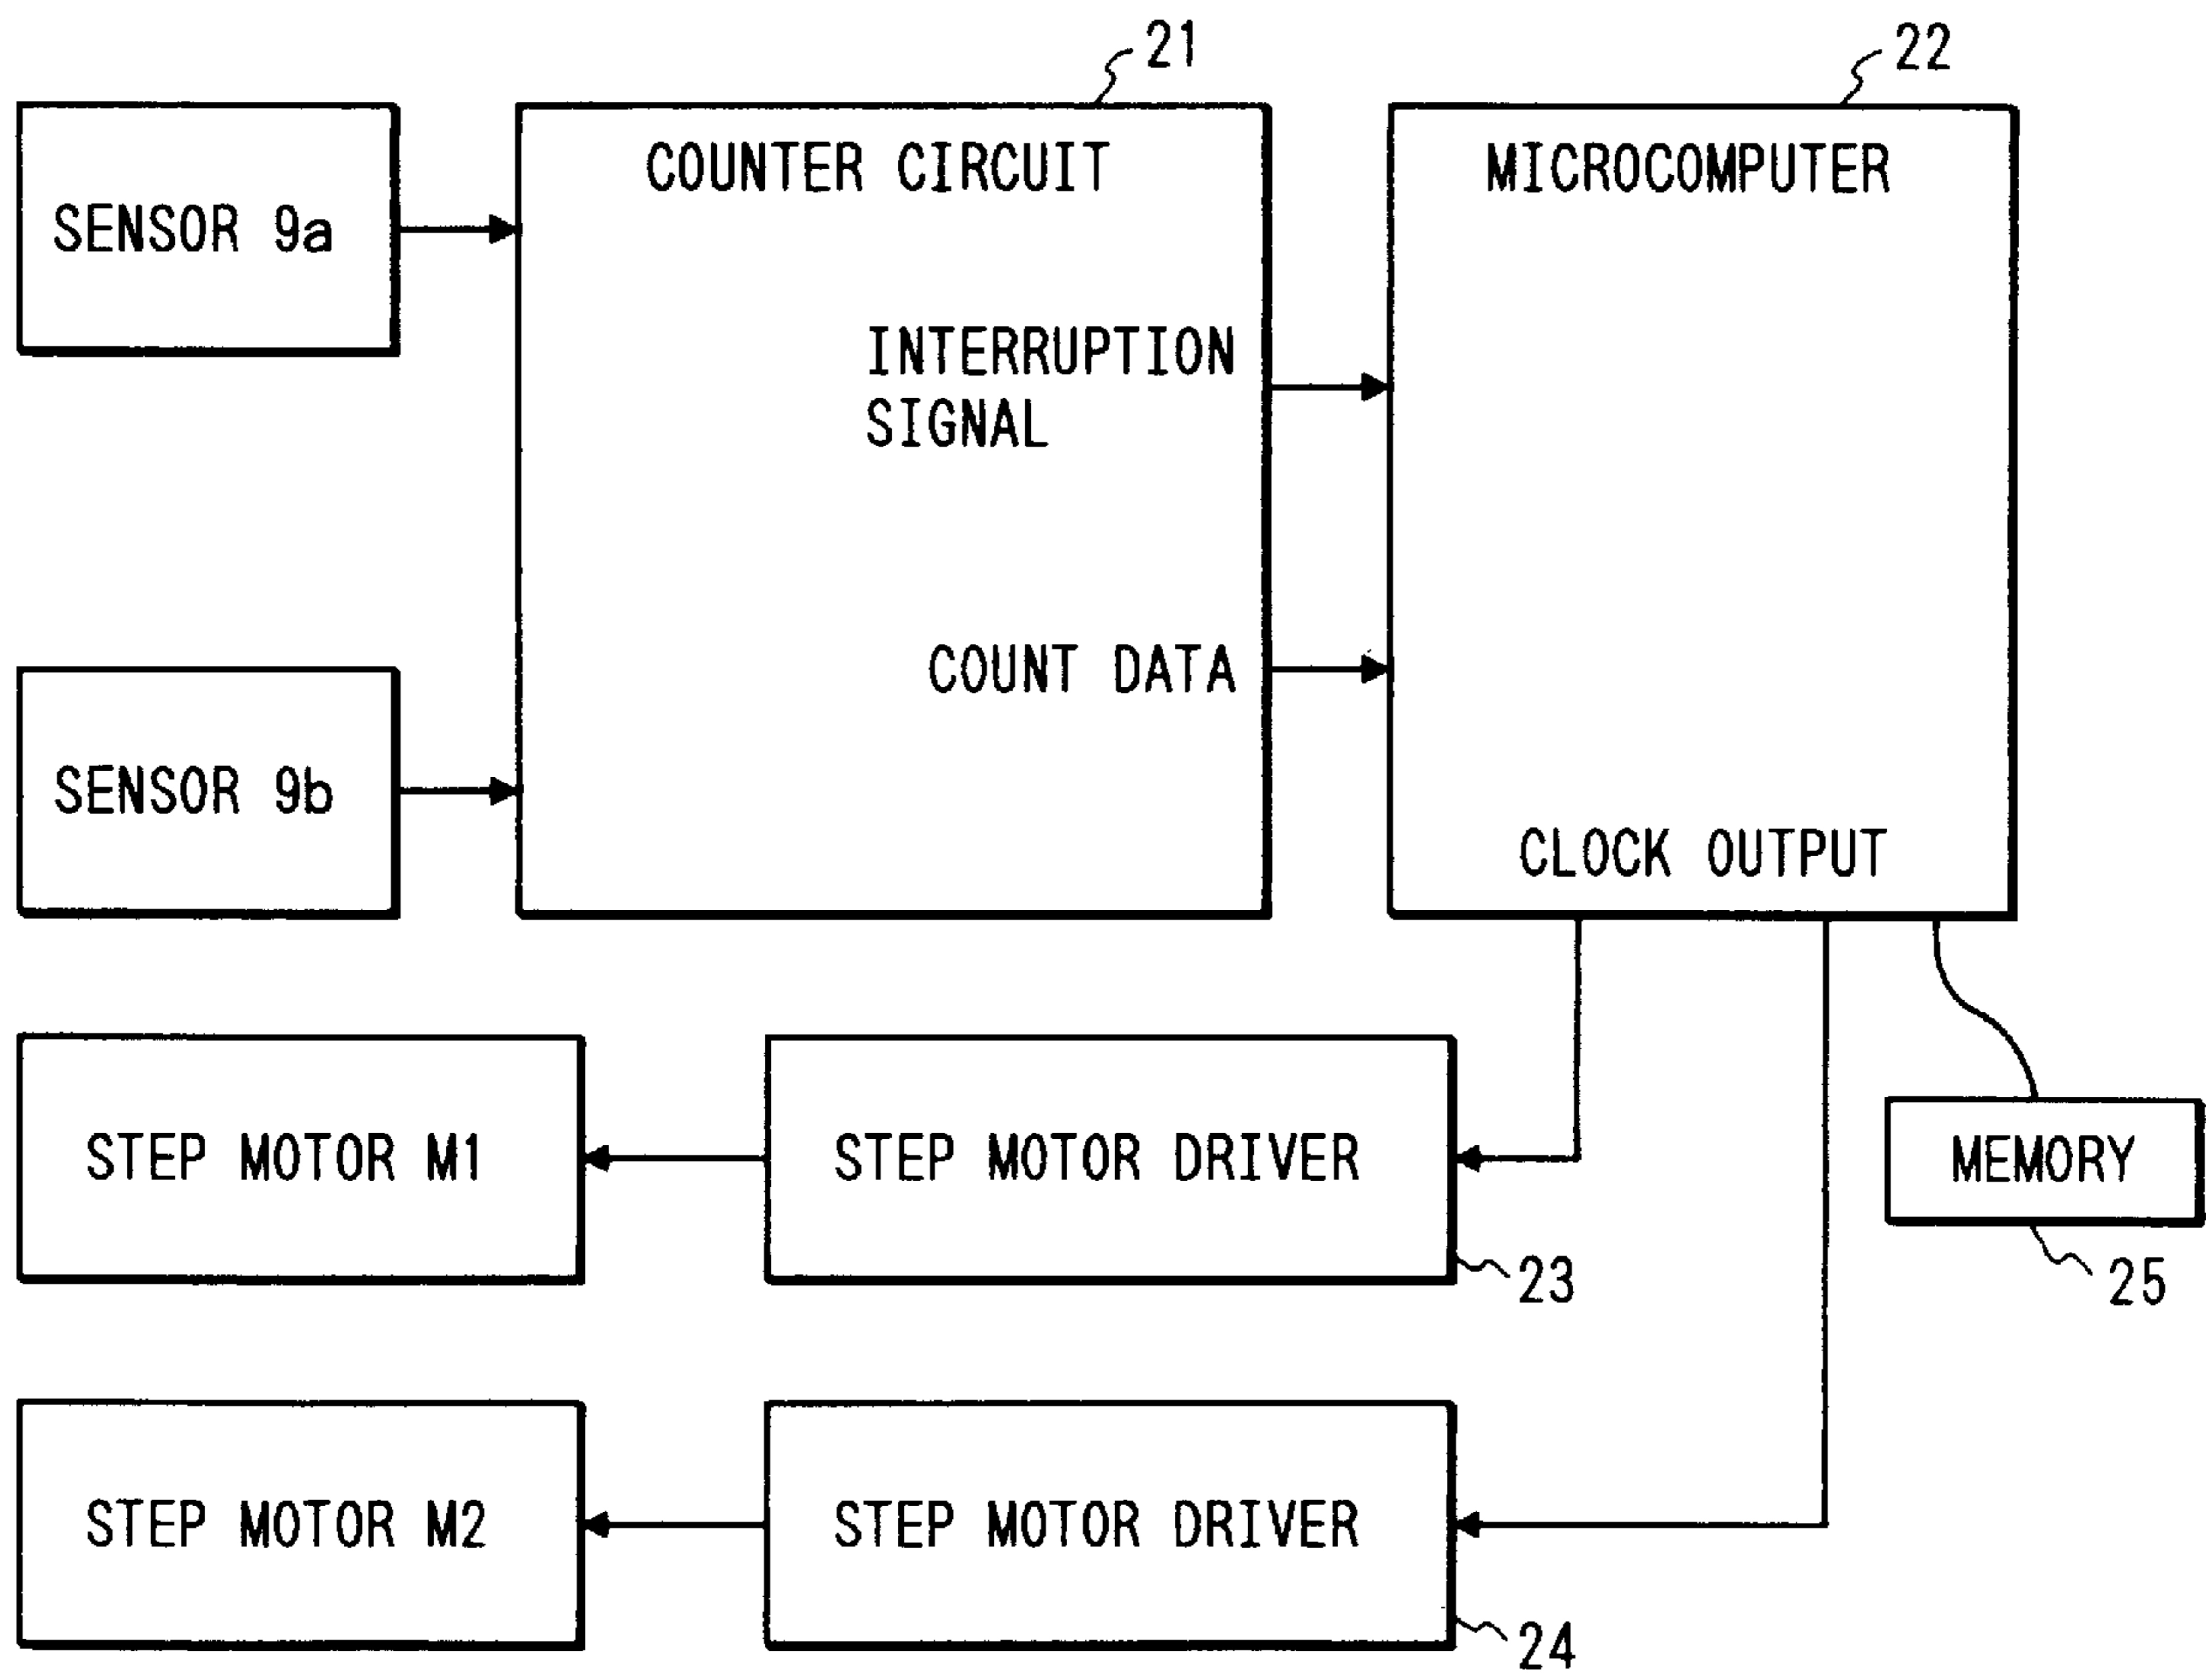 21
22
SENSOR 9a
COUNTER CIRCUIT
MICROCOMPUTER
INTERRUPTION
SIGNAL
COUNT DATA
SENSOR 9b
CLOCK OUTPUT
STEP MOTOR M1
STEP MOTOR DRIVER
23
MEMORY
25
STEP MOTOR M2
STEP MOTOR DRIVER
24